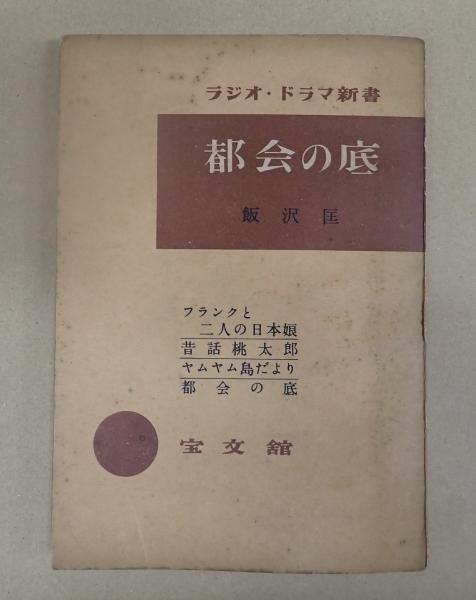 ラジオ・ドラマ新書
都会の底
飯沢匡
フランクと
二人の日本娘
昔話桃太郎
ヤムヤム島だより
都会の底
宝文館